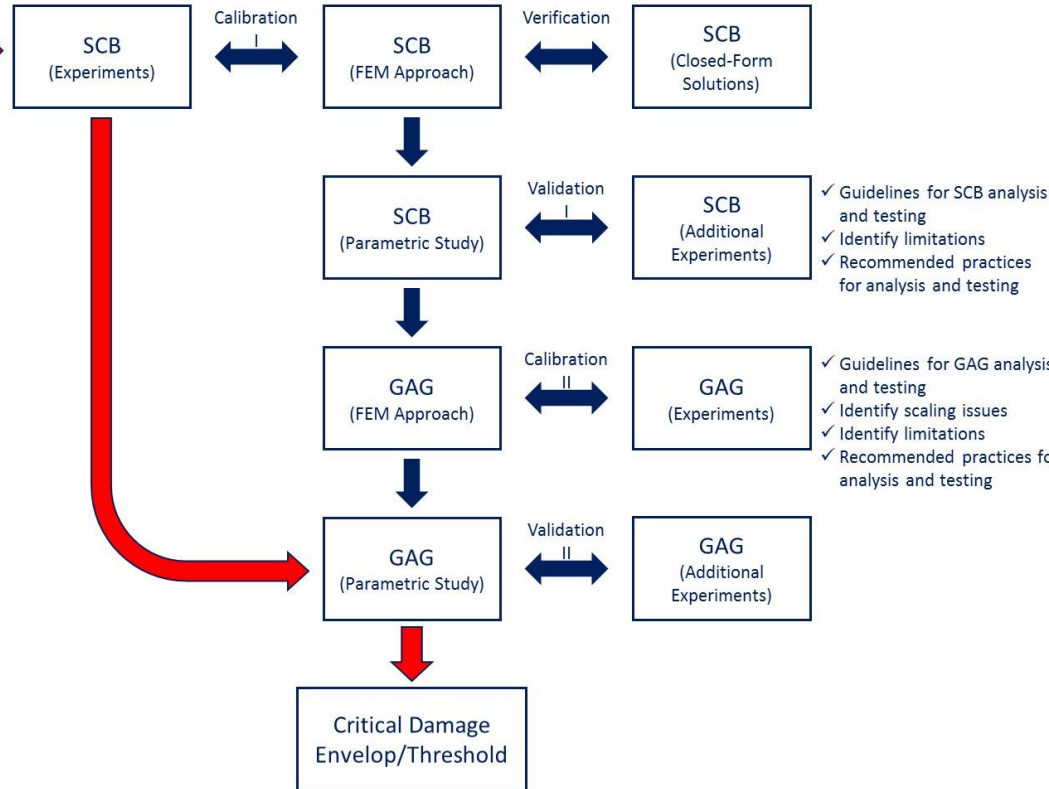 Calibration
I
Verification
SCB
(Experiments)
SCB
(FEM Approach)
SCB
(Closed-Form
Solutions)
Validation
I
SCB
(Parametric Study)
SCB
(Additional
Experiments)
✓ Guidelines for SCB analysis
and testing
✓ Identify limitations
✓ Recommended practices
for analysis and testing
Calibration
II
GAG
(FEM Approach)
GAG
(Experiments)
✓ Guidelines for GAG analysis
and testing
✓ Identify scaling issues
✓ Identify limitations
✓ Recommended practices fo
analysis and testing
Validation
II
GAG
(Parametric Study)
GAG
(Additional
Experiments)
Critical Damage
Envelop/Threshold